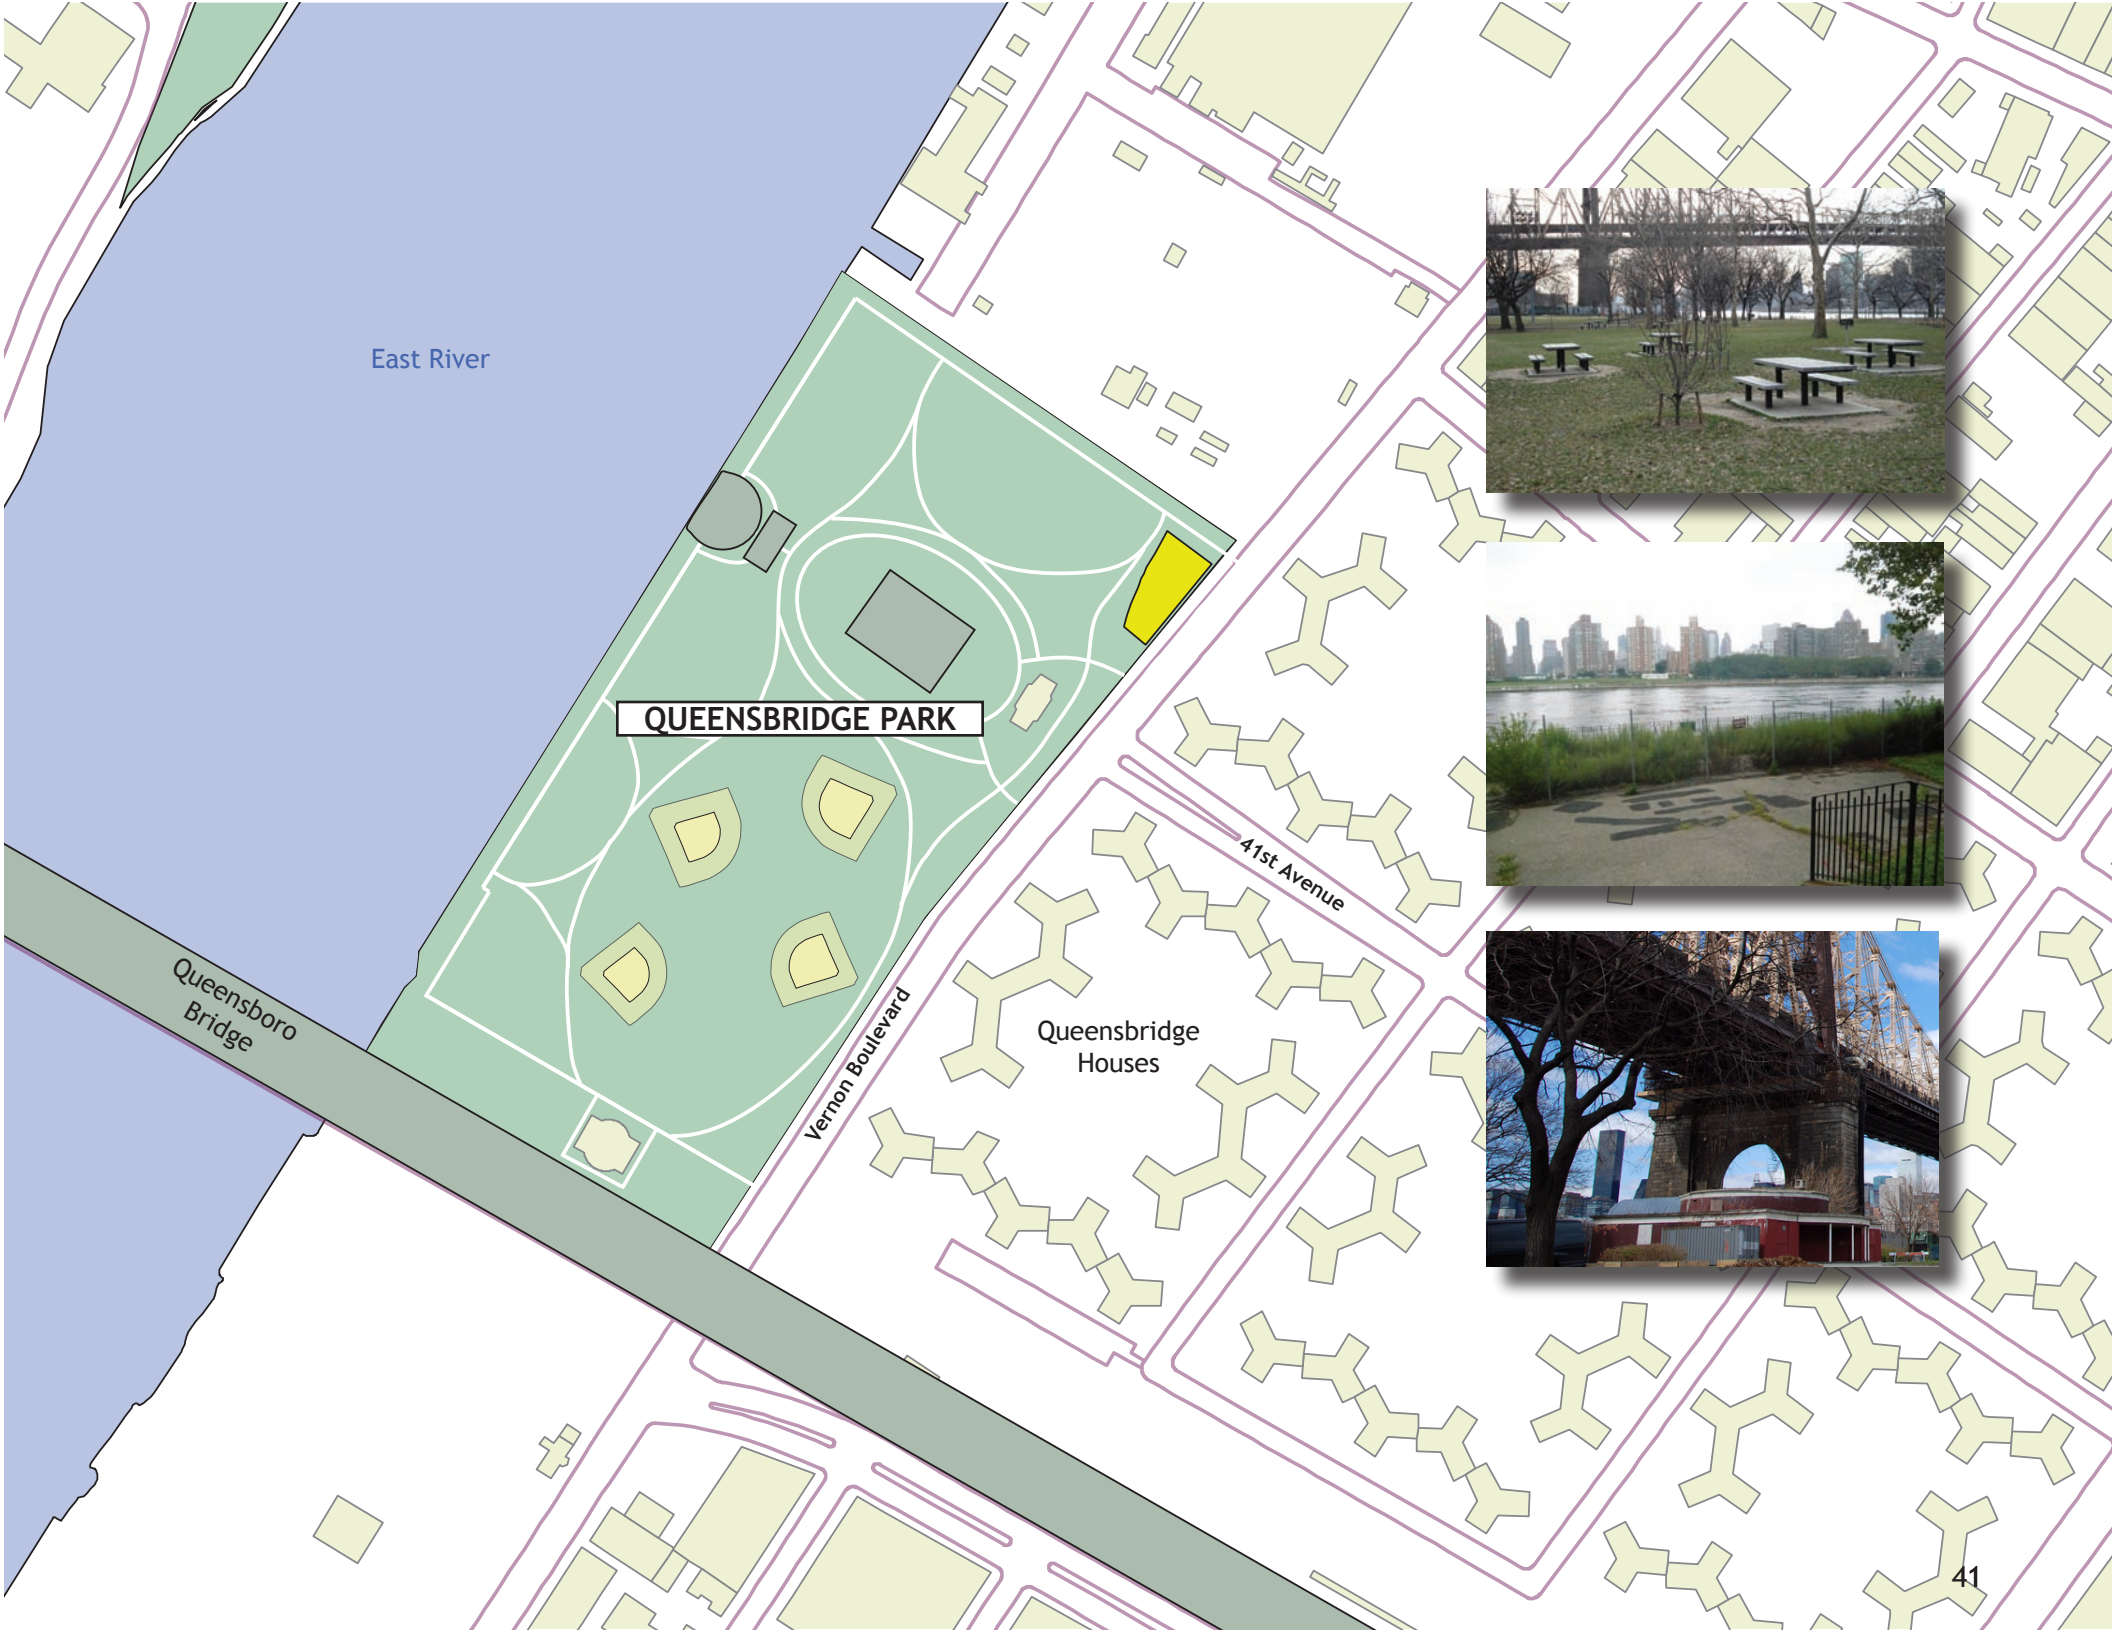 East River
QUEENSBRIDGE PARK
41st Avenue
Queensboro
Bridge
Vernon Boulevard
Queensbridge
Houses
41